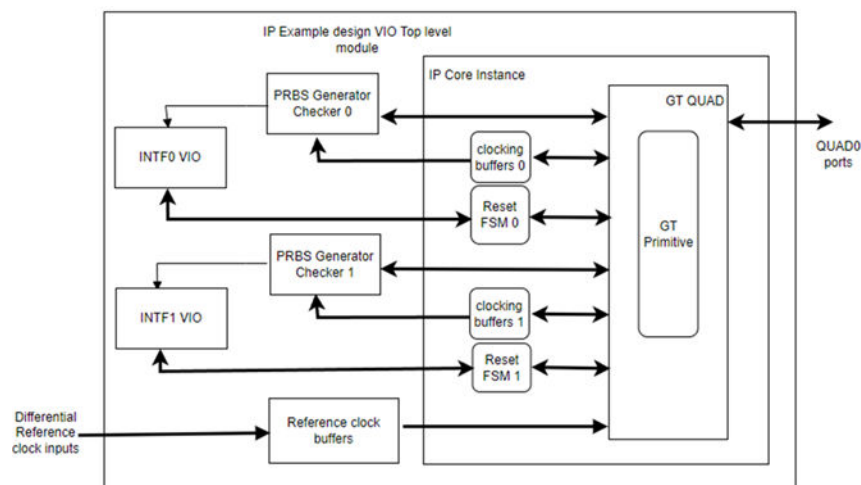 IP Example design VIO Top level
module
IP Core Instance
PRBS Generator
Checker 0
GT QUAD
INTF0 VIO
clocking
buffers 0
QUAD0
ports
Reset
FSM 0
GT
Primitive
PRBS Generator
Checker 1
INTF1 VIO
clocking
buffers 1
Reset
FSM 1
Differential
Reference
clock inputs
Reference clock
buffers